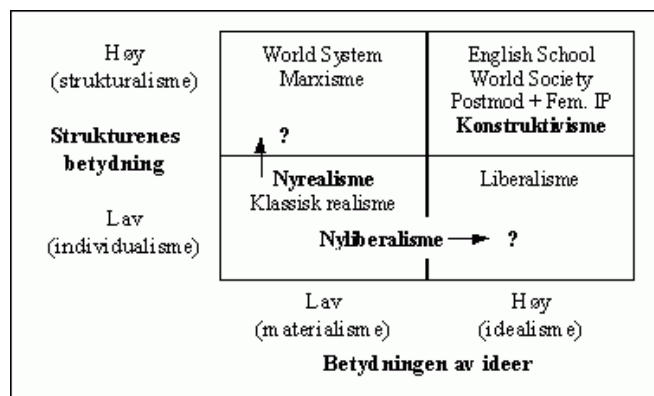 Høy
(strukturalisme)
Strukturenes
betydning
Lav
(individualisme)
World System
Marxisme
?
English School
World Society
Postmod + Fem. IP
Konstruktivisme
Nyrealisme
Klassisk realisme
Liberalisme
Nyliberalisme ?
Lav
(materialisme)
Høy
(idealisme)
Betydningen av ideer